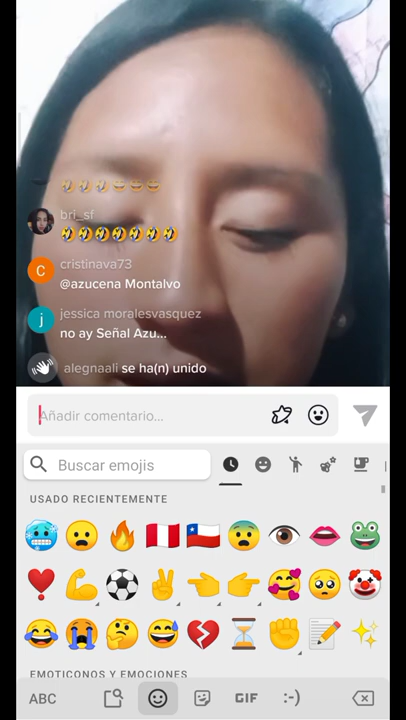 bri_sf
cristinava73
@azucena Montalvo
jessica moralesvasquez
no ay Señal Azu...
alegnaali se ha(n) unido
Añadir comentario...
Buscar emojis
USADO RECIENTEMENTE
EMOTICONOS Y EMOCIONES
ABC
GIF
:-)